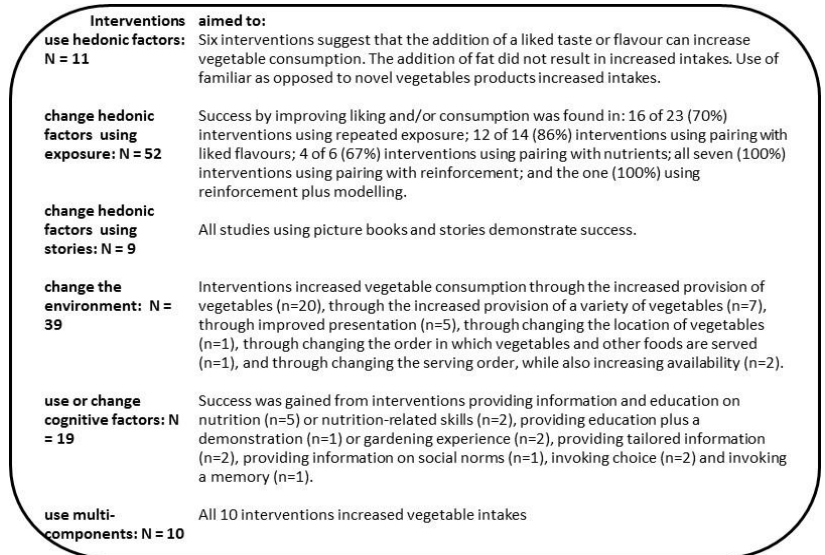 Interventions aimed to:
use hedonic factors: Six interventions suggest that the addition of a liked taste or flavour can increase
N = 11 vegetable consumption. The addition of fat did not result in increased intakes. Use of
familiar as opposed to novel vegetables products increased intakes.
change hedonic Success by improving liking and/or consumption was found in: 16 of 23 (70%)
factors using interventions using repeated exposure; 12 of 14 (86%) interventions using pairing with
exposure: N = 52 liked flavours; 4 of 6 (67%) interventions using pairing with nutrients; all seven (100%)
interventions using pairing with reinforcement; and the one (100%) using
reinforcement plus modelling.
change hedonic
factors using All studies using picture books and stories demonstrate success.
stories: N = 9
change the Interventions increased vegetable consumption through the increased provision of
environment: N = vegetables (n=20), through the increased provision of a variety of vegetables (n=7),
39 through improved presentation (n=5), through changing the location of vegetables
(n=1), through changing the order in which vegetables and other foods are served
(n=1), and through changing the serving order, while also increasing availability (n=2).
use or change Success was gained from interventions providing information and education on
cognitive factors: N nutrition (n=5) or nutrition-related skills (n=2), providing education plus a
= 19 demonstration (n=1) or gardening experience (n=2), providing tailored information
(n=2), providing information on social norms (n=1), invoking choice (n=2) and invoking
a memory (n=1).
use multi- All 10 interventions increased vegetable intakes
components: N = 10